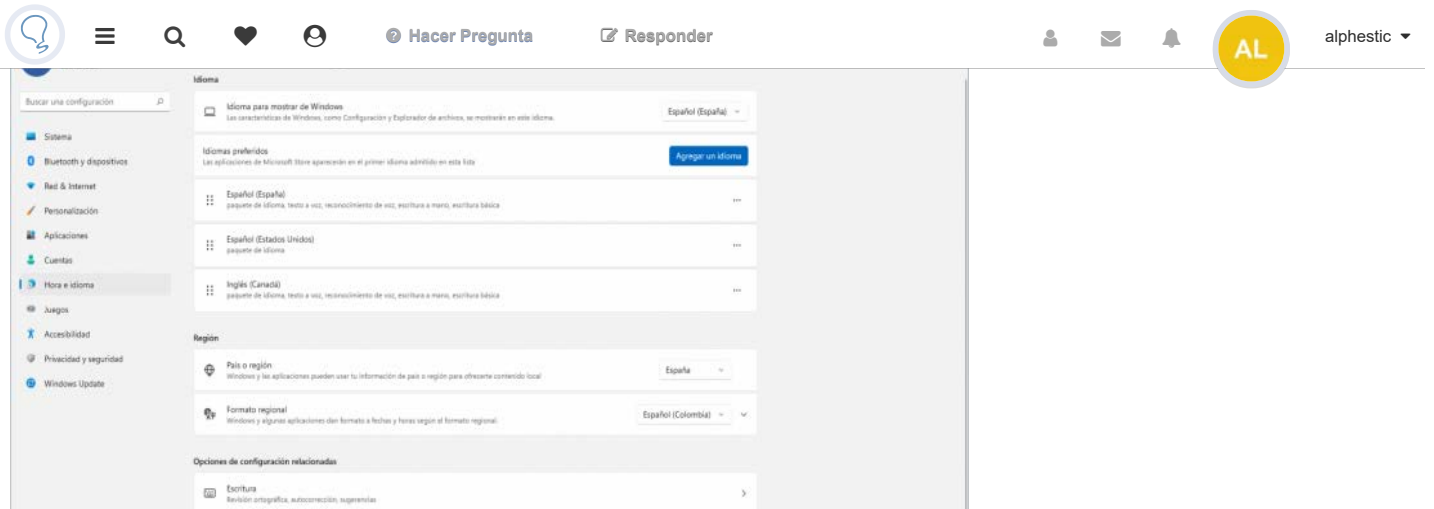 Hacer Pregunta
Responder
AL
alphestic
Idioma
Buscar una configuración
Idioma para mostrar de Windows
Las características de Windows, como Configuración y Explorador de archivos, se mostrarán en este idioma.
Español (España)
Sistema
Idiomas preferidos
Las aplicaciones de Microsoft Store aparecerán en el primer idioma admitido en esta lista
Agregar un idioma
Bluetooth y dispositivos
Red & Internet
Español (España)
paquete de idioma, texto a voz, reconocimiento de voz, escritura a mano, escritura básica
Personalización
Aplicaciones
Español (Estados Unidos)
paquete de idioma
Cuentas
Hora e idioma
Inglés (Canadá)
paquete de idioma, texto a voz, reconocimiento de voz, escritura a mano, escritura básica
Juegos
Accesibilidad
Región
Privacidad y seguridad
País o región
Windows y las aplicaciones pueden usar tu información de país o región para ofrecerte contenido local
España
Windows Update
Formato regional
Windows y algunas aplicaciones dan formato a fechas y horas según el formato regional.
Español (Colombia)
Opciones de configuración relacionadas
Escritura
Revisión ortográfica, autocorrección, sugerencias